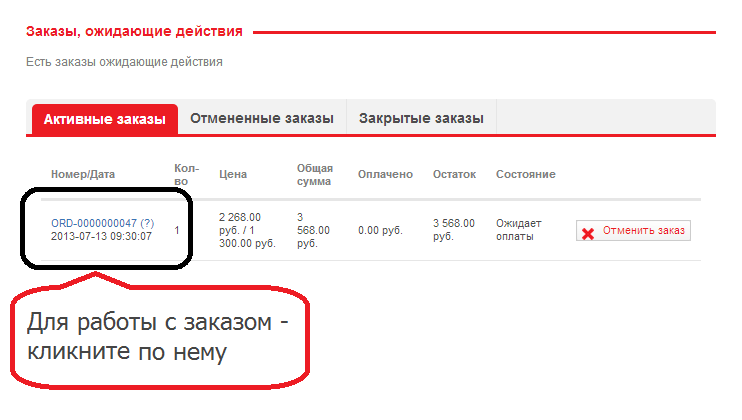 Заказы, ожидающие действия
Есть заказы ожидающие действия
Активные заказы Отмененные заказы Закрытые заказы
Номер/Дата Кол-во Цена Общая сумма Оплачено Остаток Состояние
ORD-0000000047 (?) 2013-07-13 09:30:07 1 2 268.00 руб. / 1 300.00 руб. 3 568.00 руб. 0.00 руб. 3 568.00 руб. Ожидает оплаты Отменить заказ
Для работы с заказом -
кликните по нему